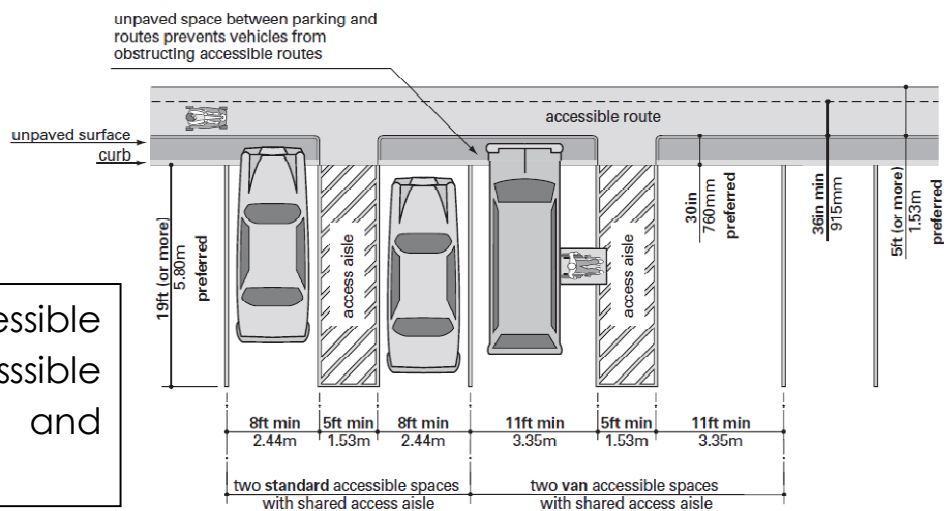 unpaved space between parking and
routes prevents vehicles from
obstructing accessible routes
accessible route
unpaved surface
curb
19ft (or more)
5.80m
preferred
access aisle
access aisle
30in
760mm
preferred
36in min
915mm
5ft (or more)
1.53m
preferred
essible
esssible
and
8ft min
2.44m
5ft min
1.53m
8ft min
2.44m
11ft min
3.35m
5ft min
1.53m
11ft min
3.35m
two standard accessible spaces
with shared access aisle
two van accessible spaces
with shared access aisle